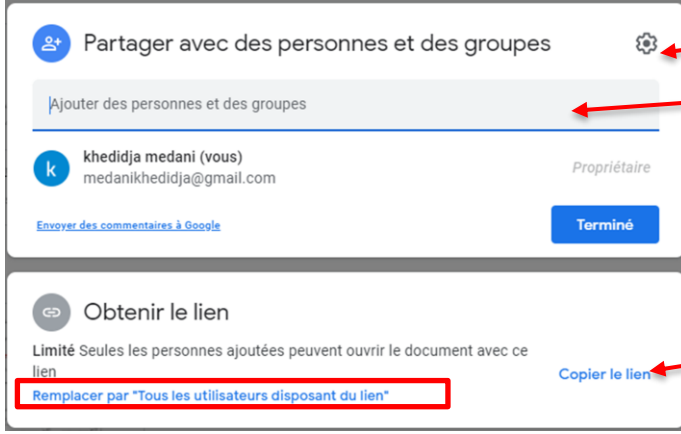 Partager avec des personnes et des groupes
Ajouter des personnes et des groupes
k
khedidja medani (vous)
medanikhedidja@gmail.com
Propriétaire
Envoyer des commentaires à Google
Terminé
Obtenir le lien
Limité Seules les personnes ajoutées peuvent ouvrir le document avec ce
lien
Copier le lien
Remplacer par "Tous les utilisateurs disposant du lien"